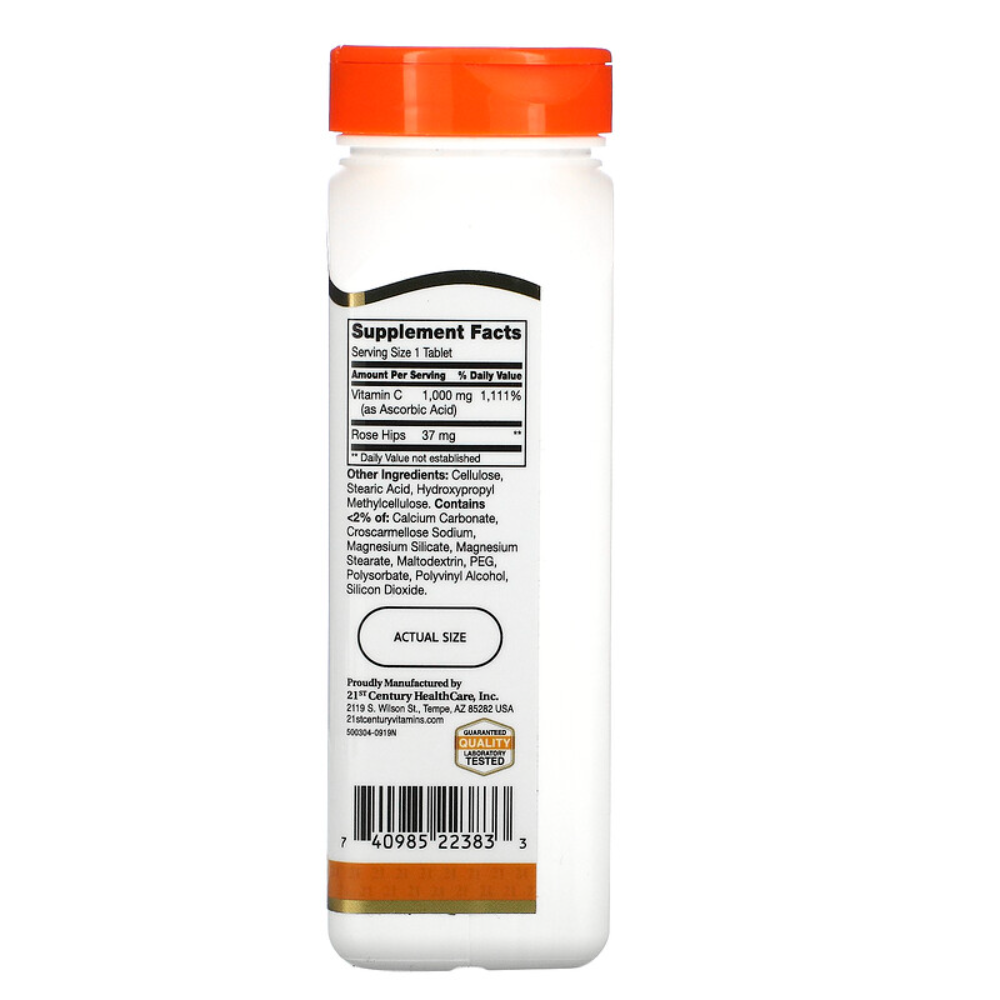 Supplement Facts
Serving Size 1 Tablet
Amount Per Serving % Daily Value
Vitamin C 1,000 mg 1,111%
(as Ascorbic Acid)
Rose Hips 37 mg **
** Daily Value not established
Other Ingredients: Cellulose,
Stearic Acid, Hydroxypropyl
Methylcellulose. Contains
<2% of: Calcium Carbonate,
Croscarmellose Sodium,
Magnesium Silicate, Magnesium
Stearate, Maltodextrin, PEG,
Polysorbate, Polyvinyl Alcohol,
Silicon Dioxide.
ACTUAL SIZE
Proudly Manufactured by
21ST Century HealthCare, Inc.
2119 S. Wilson St., Tempe, AZ 85282 USA
21stcenturyvitamins.com
500304-0919N
GUARANTEED
QUALITY
LABORATORY
TESTED
7 40985 22383 3